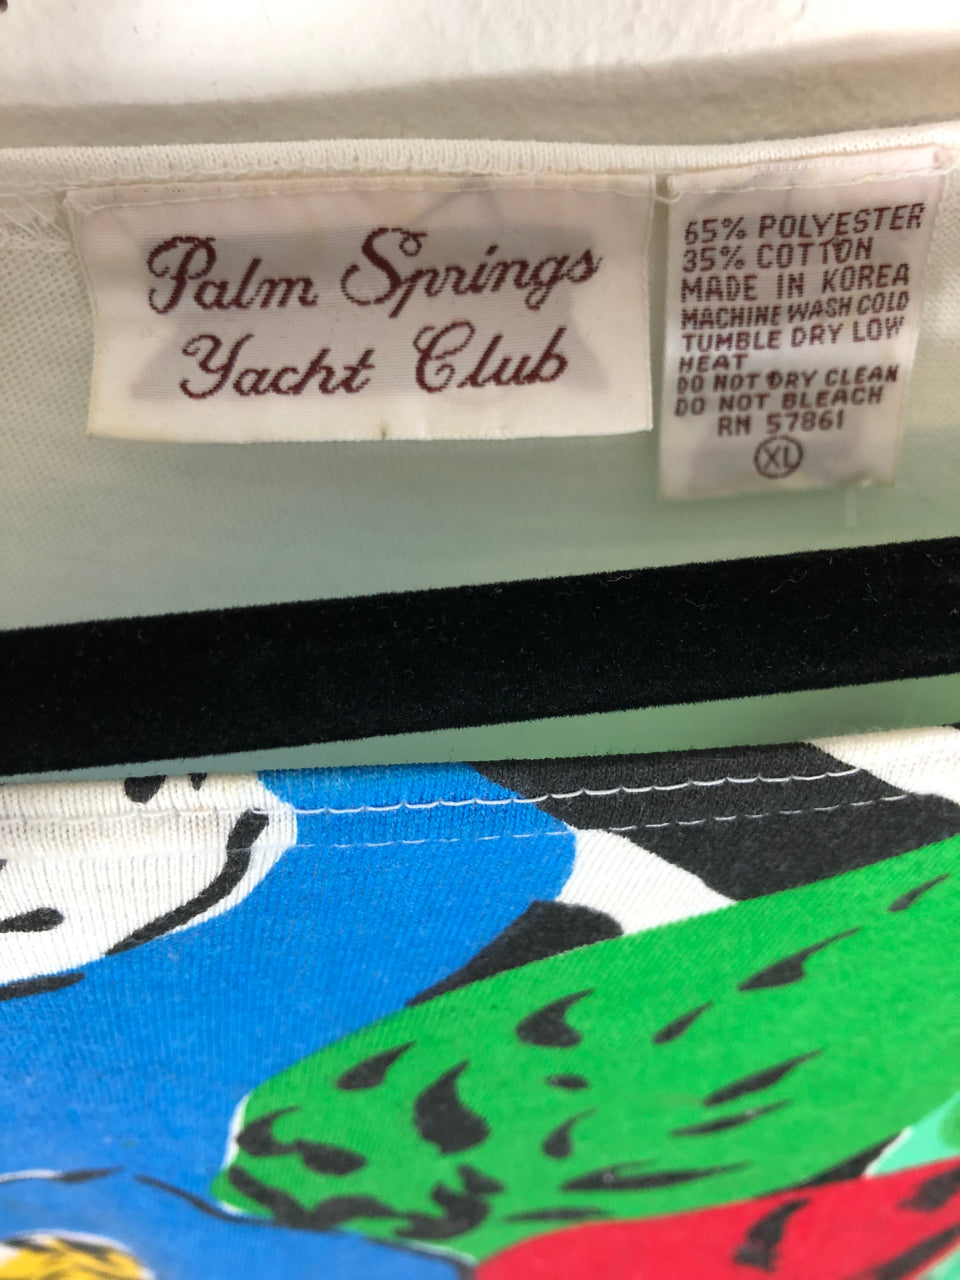 Palm Springs
Yacht Club
65% POLYESTER
35% COTTON
MADE IN KOREA
MACHINE WASH COLD
TUMBLE DRY LOW
HEAT
DO NOT DRY CLEAN
DO NOT BLEACH
RN 57861
XL